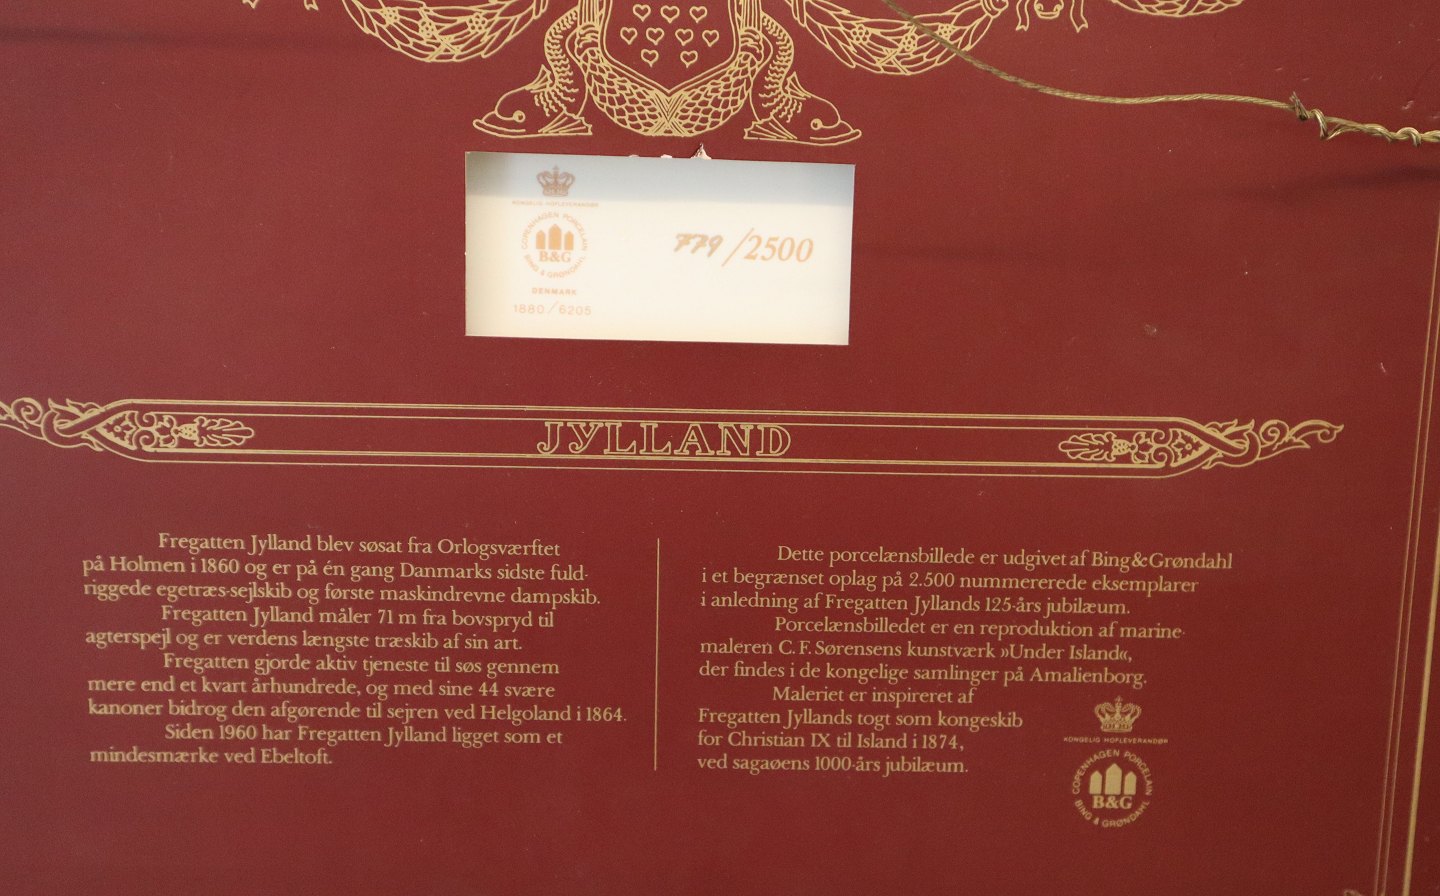 KONGELIG HOFLEVERANDØR
COPENHAGEN PORCELAIN
B&G
BING & GRØNDAHL
DENMARK
1880/6205
779/2500
JYLLAND
Fregatten Jylland blev søsat fra Orlogsværftet
på Holmen i 1860 og er på én gang Danmarks sidste fuld-
riggede egetræs-sejlskib og første maskindrevne dampskib.
Fregatten Jylland måler 71 m fra bovspryd til
agterspejl og er verdens længste træskib af sin art.
Fregatten gjorde aktiv tjeneste til søs gennem
mere end et kvart århundrede, og med sine 44 svære
kanoner bidrog den afgørende til sejren ved Helgoland i 1864.
Siden 1960 har Fregatten Jylland ligget som et
mindesmærke ved Ebeltoft.
Dette porcelænsbillede er udgivet af Bing&Grøndahl
i et begrænset oplag på 2.500 nummererede eksemplarer
i anledning af Fregatten Jyllands 125-års jubilæum.
Porcelænsbilledet er en reproduktion af marine-
maleren C. F. Sørensens kunstværk »Under Island«,
der findes i de kongelige samlinger på Amalienborg.
Maleriet er inspireret af
Fregatten Jyllands togt som kongeskib
for Christian IX til Island i 1874,
ved sagaøens 1000-års jubilæum.
KONGELIG HOFLEVERANDØR
COPENHAGEN PORCELAIN
B&G
BING & GRØNDAHL